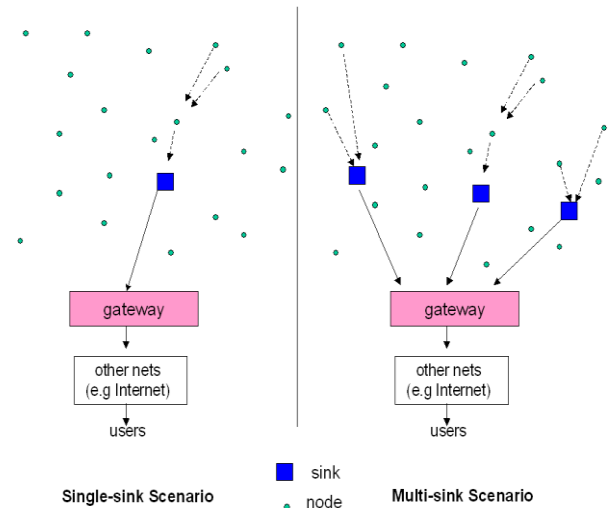 gateway
other nets
(e.g Internet)
users
gateway
other nets
(e.g Internet)
users
sink
node
Single-sink Scenario
Multi-sink Scenario